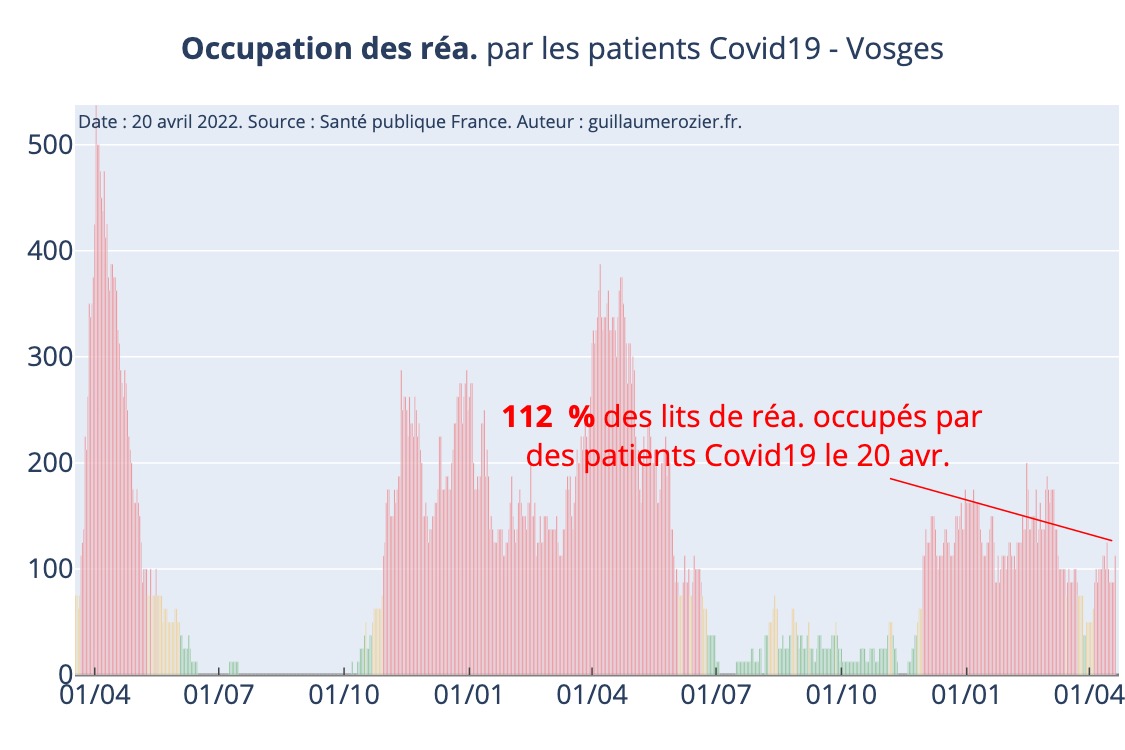 Occupation des réa. par les patients Covid19 - Vosges
Date : 20 avril 2022. Source : Santé publique France. Auteur : guillaumerozier.fr.
500
400
300
112 % des lits de réa. occupés par
des patients Covid19 le 20 avr.
200
100
0
01/04 01/07 01/10 01/01 01/04 01/07 01/10 01/01 01/04